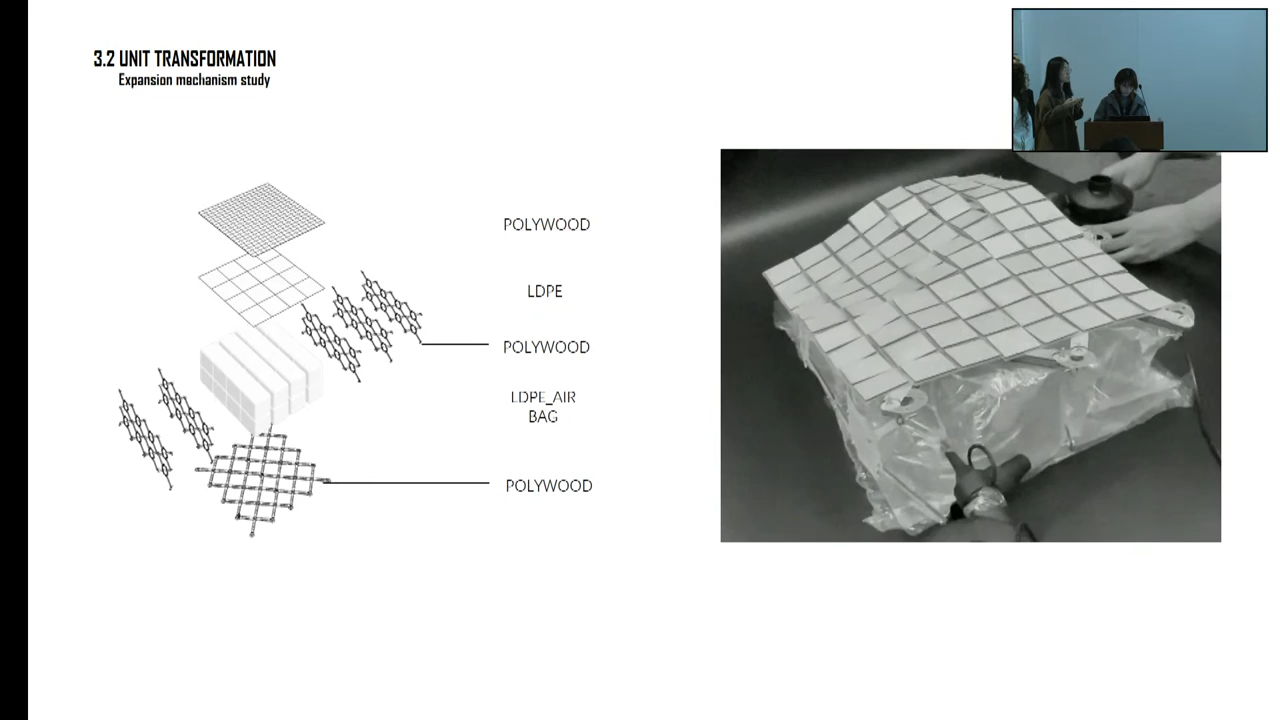 3.2 UNIT TRANSFORMATION
Expansion mechanism study
POLYWOOD
LDPE
POLYWOOD
LDPE_AIR
BAG
POLYWOOD